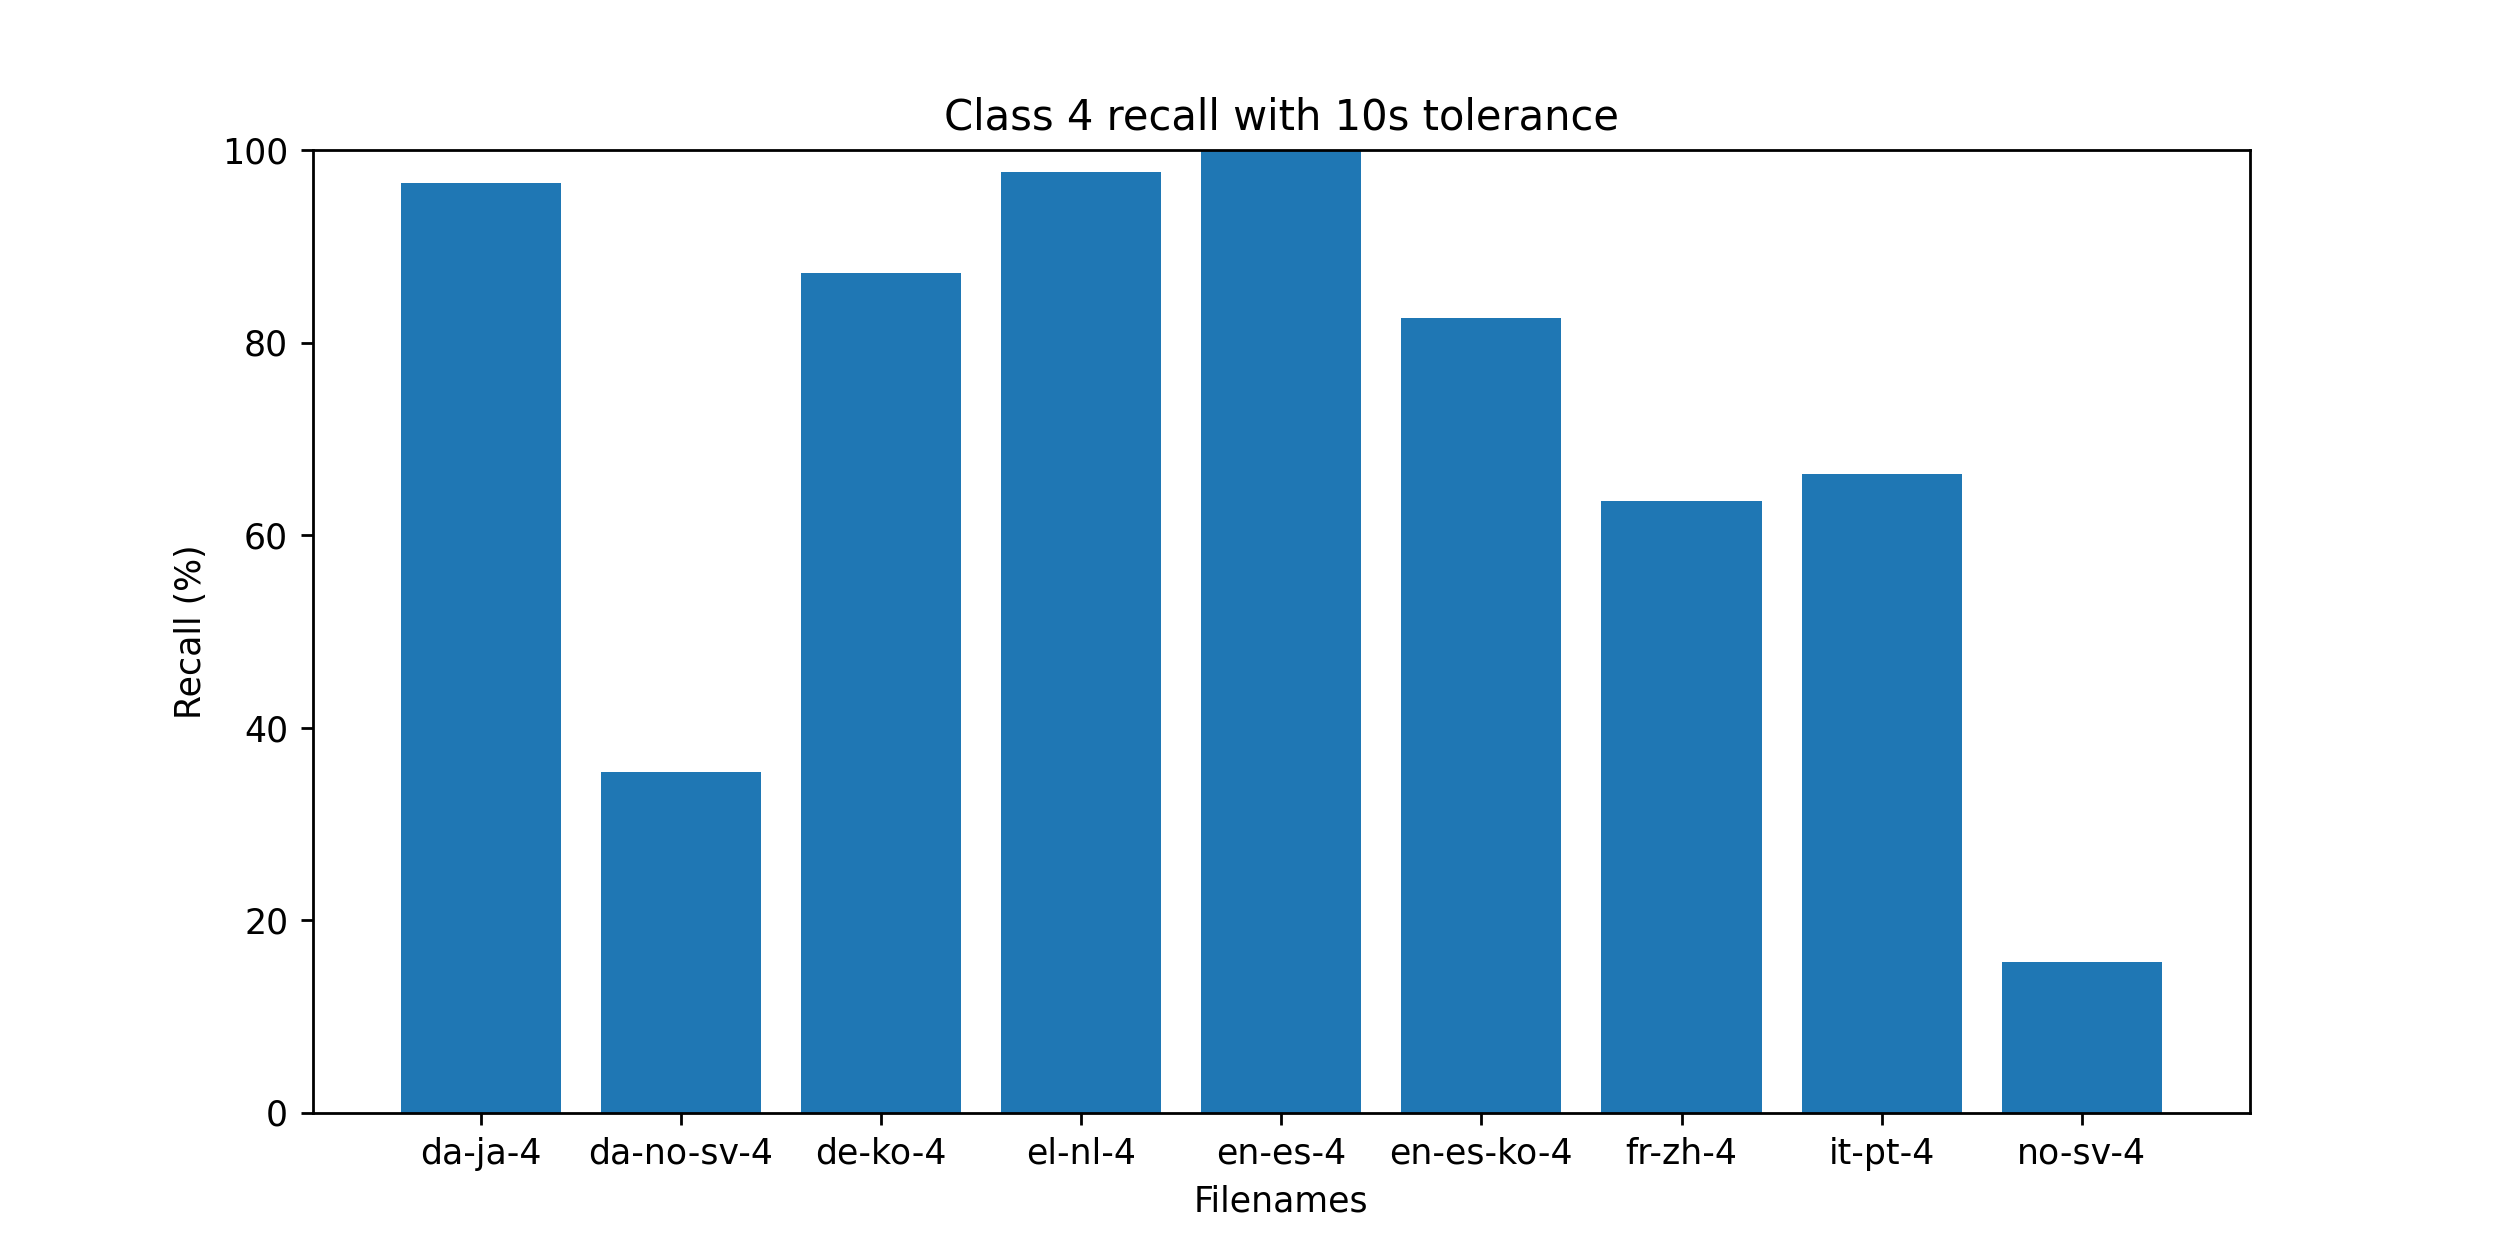 Class 4 recall with 10s tolerance
100
80
60
40
20
0
Recall (%)
da-ja-4 da-no-sv-4 de-ko-4 el-nl-4 en-es-4 en-es-ko-4 fr-zh-4 it-pt-4 no-sv-4
Filenames